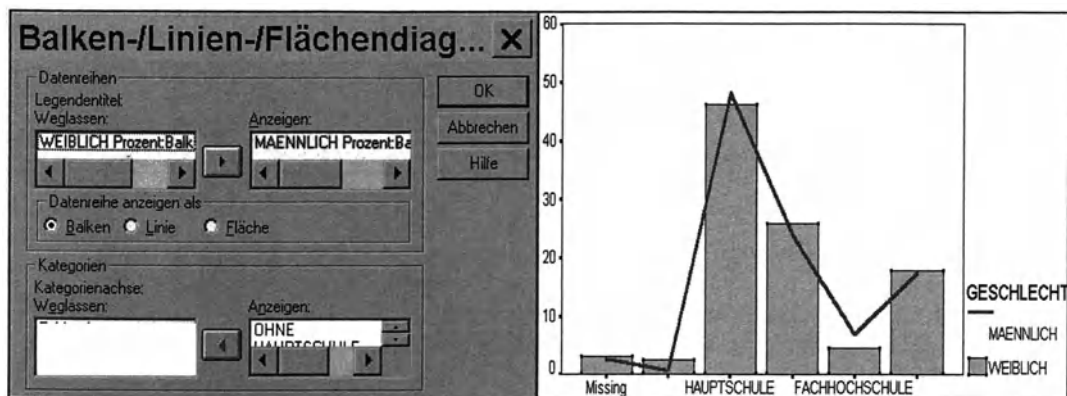 Balken-/Linien-/Flächendiag...
Datenreihen
Legendentitel:
Weglassen:
Anzeigen:
WEIBLICH Prozent:Balk
MAENNLICH Prozent:Ba
Datenreihe anzeigen als
Balken
Linie
Fläche
Kategorien
Kategorienachse:
Weglassen:
Anzeigen:
OHNE
HAUPTSCHULE
OK
Abbrechen
Hilfe
60
50
40
30
20
10
0
Missing
HAUPTSCHULE
FACHHOCHSCHULE
GESCHLECHT
MAENNLICH
WEIBLICH